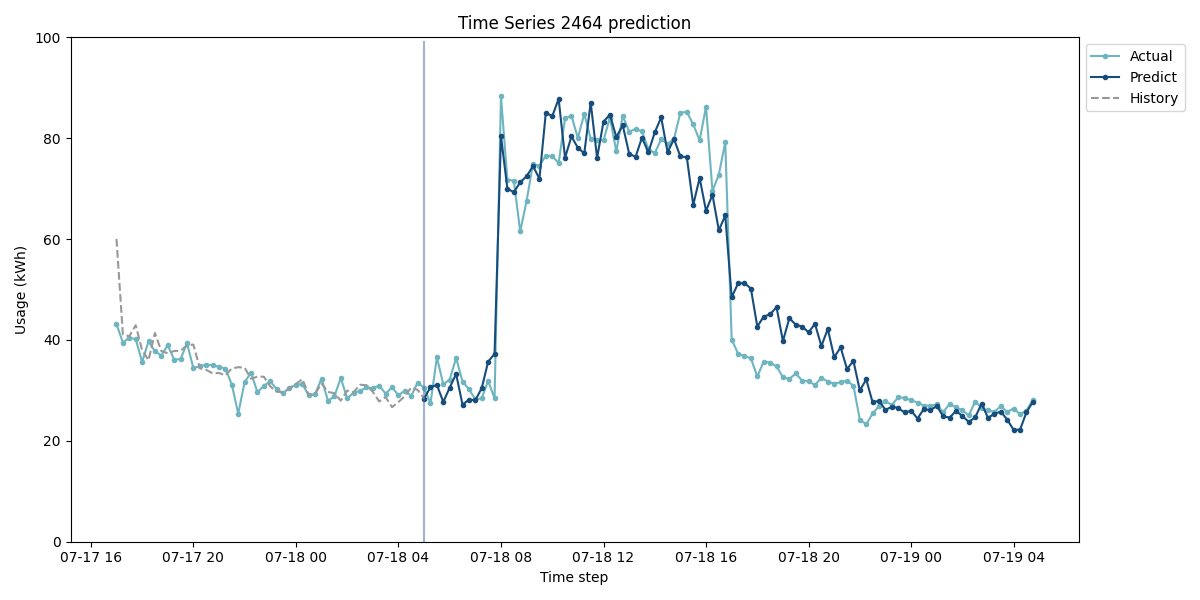 Time Series 2464 prediction
Actual
Predict
History
Usage (kWh)
100
80
60
40
20
0
07-17 16 07-17 20 07-18 00 07-18 04 07-18 08 07-18 12 07-18 16 07-18 20 07-19 00 07-19 04
Time step